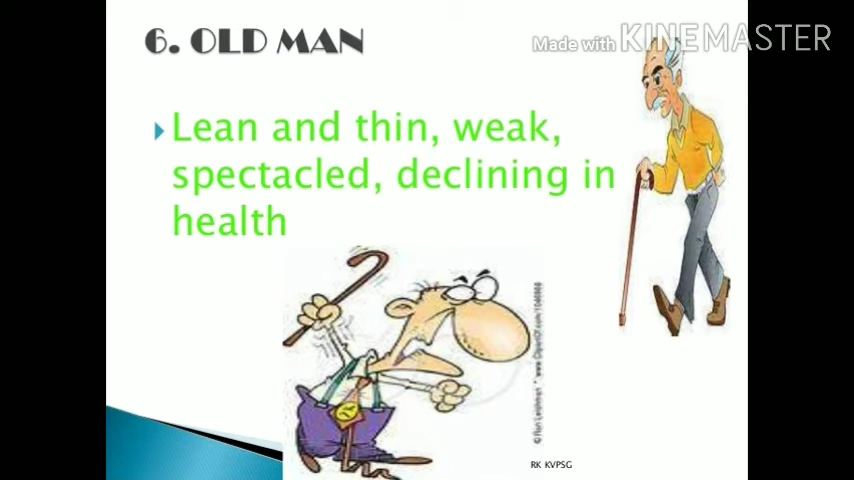 6. OLD MAN
Made with KINEMASTER
Lean and thin, weak,
spectacled, declining in
health
RK KVPSG